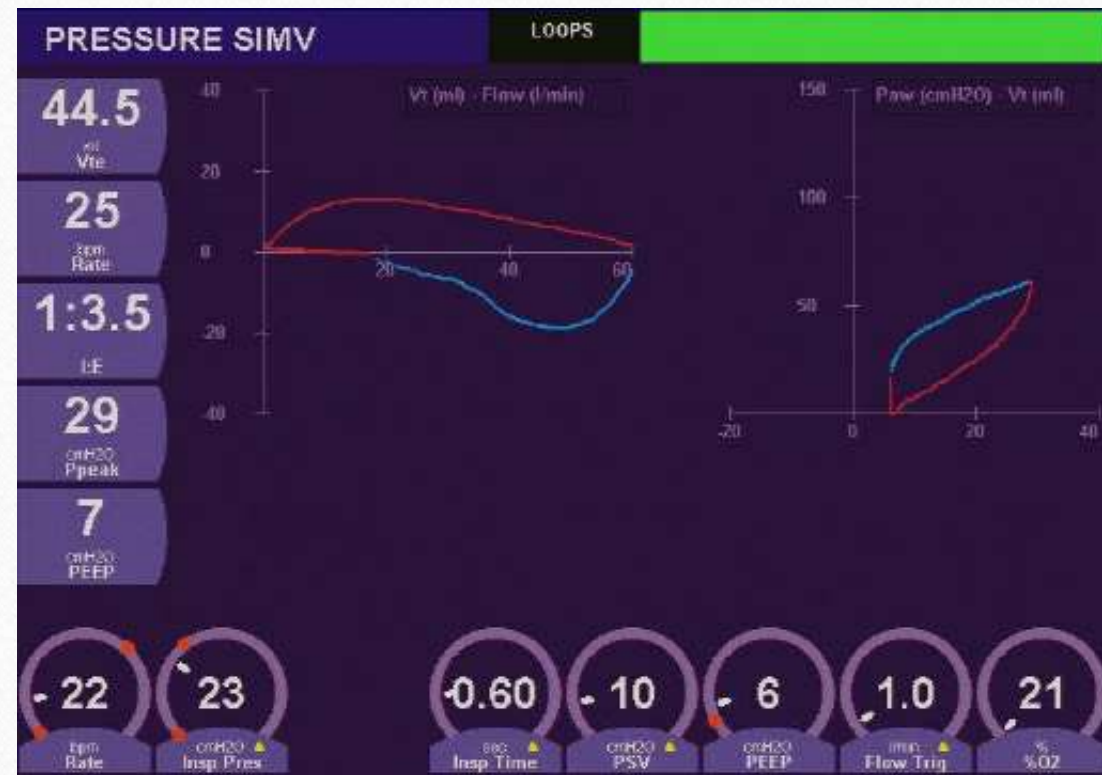 PRESSURE SIMV
LOOPS
44.5
ml
Vte
25
bpm
Rate
1:3.5
I:E
29
cmH2O
Ppeak
7
cmH2O
PEEP
Vt (ml) - Flow (l/min)
40
20
0
-20
-40
20
40
60
Paw (cmH2O) - Vt (ml)
150
100
50
-20
0
20
40
22
bpm
Rate
23
cmH2O
Insp Pres
0.60
sec
Insp Time
10
cmH2O
PSV
6
cmH2O
PEEP
1.0
l/min
Flow Trig
21
%
%O2